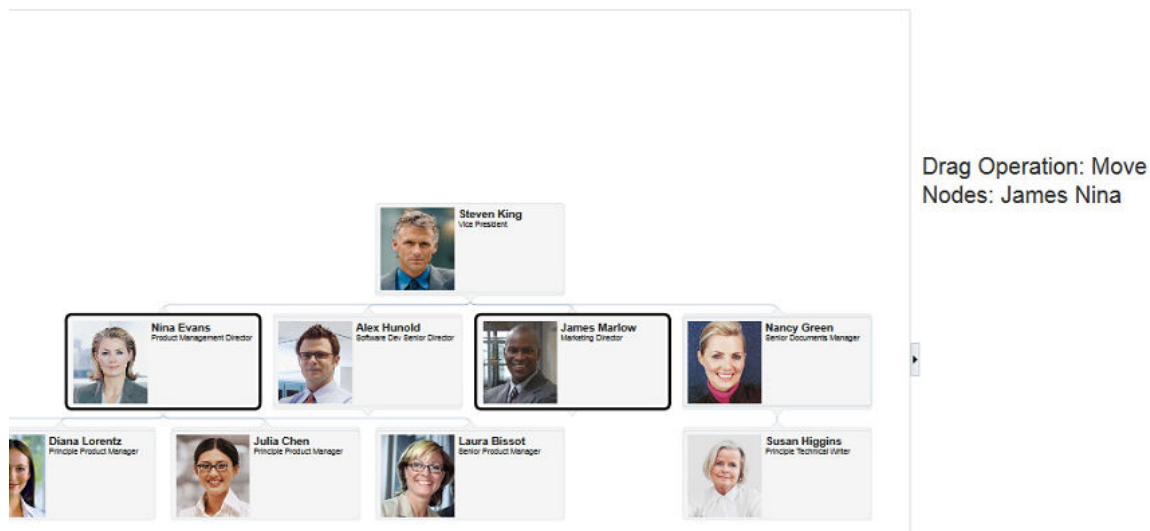 Drag Operation: Move
Nodes: James Nina
Steven King
Vice President
Nina Evans
Product Management Director
Alex Hunold
Software Dev Senior Director
James Marlow
Marketing Director
Nancy Green
Senior Documents Manager
Diana Lorentz
Principle Product Manager
Julia Chen
Principle Product Manager
Laura Bissot
Senior Product Manager
Susan Higgins
Principle Technical Writer